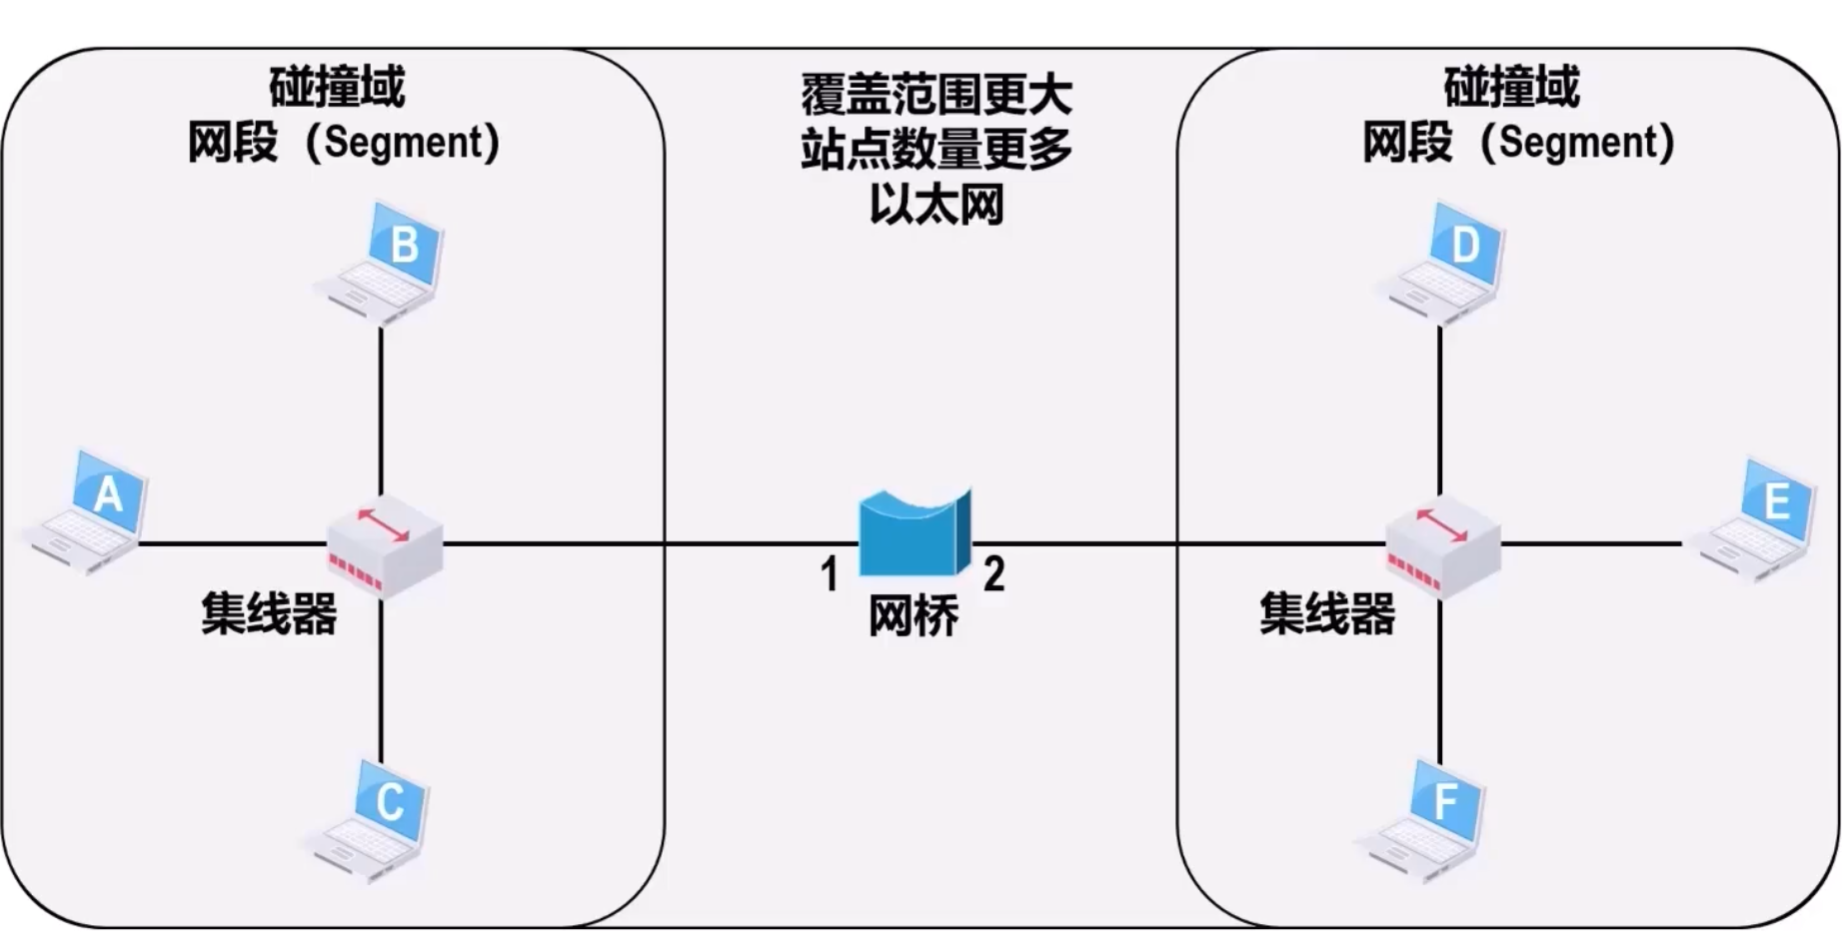 碰撞域
网段（Segment）
覆盖范围更大
站点数量更多
以太网
碰撞域
网段（Segment）
B
D
A
E
1
2
集线器
网桥
集线器
C
F